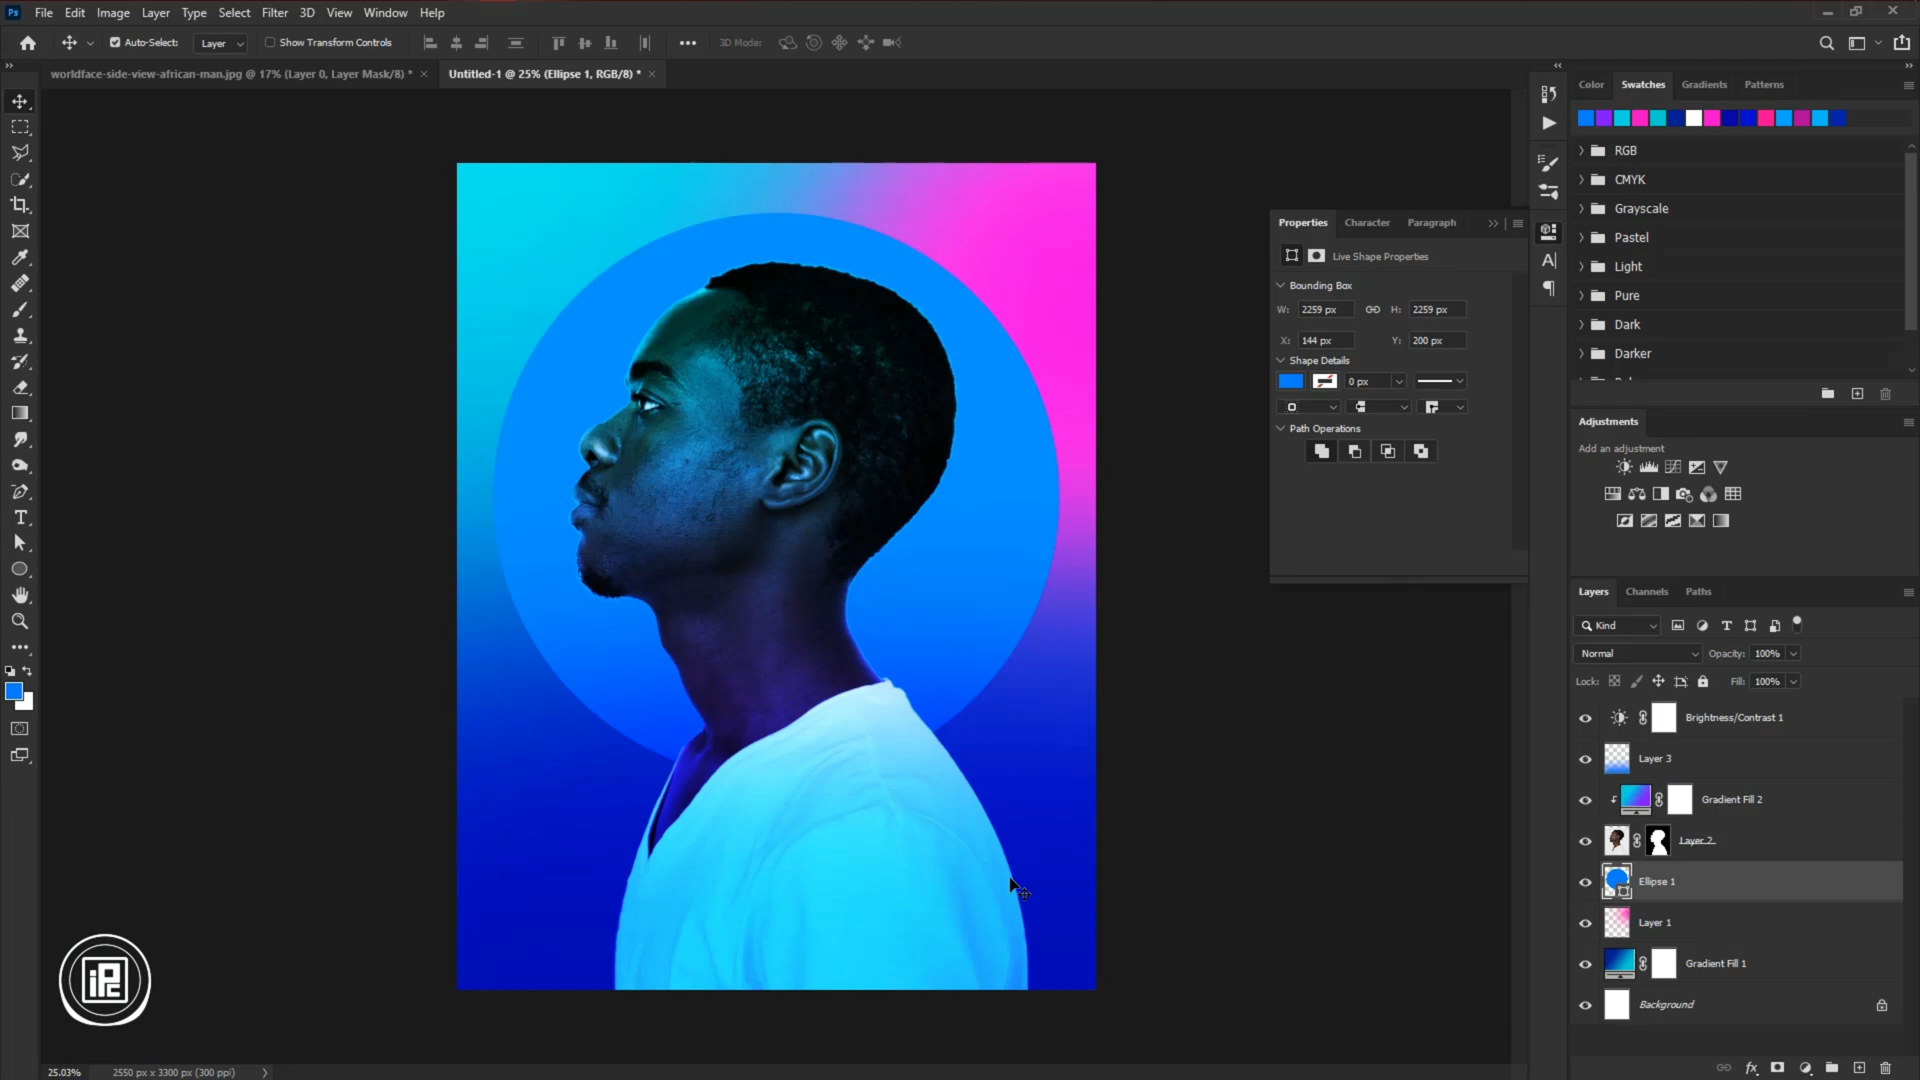 Ps File Edit Image Layer Type Select Filter 3D View Window Help
Auto-Select: Layer Show Transform Controls 3D Mode:
worldface-side-view-african-man.jpg @ 17% (Layer 0, Layer Mask/8) * Untitled-1 @ 25% (Ellipse 1, RGB/8) *
Color Swatches Gradients Patterns
RGB
CMYK
Grayscale
Pastel
Light
Pure
Dark
Darker
Properties Character Paragraph
Live Shape Properties
Bounding Box
W: 2259 px H: 2259 px
X: 144 px Y: 200 px
Shape Details
0 px
Path Operations
Adjustments
Add an adjustment
Layers Channels Paths
Kind
Normal Opacity: 100%
Lock: Fill: 100%
Brightness/Contrast 1
Layer 3
Gradient Fill 2
Layer 2
Ellipse 1
Layer 1
Gradient Fill 1
Background
25.03% 2550 px x 3300 px (300 ppi)